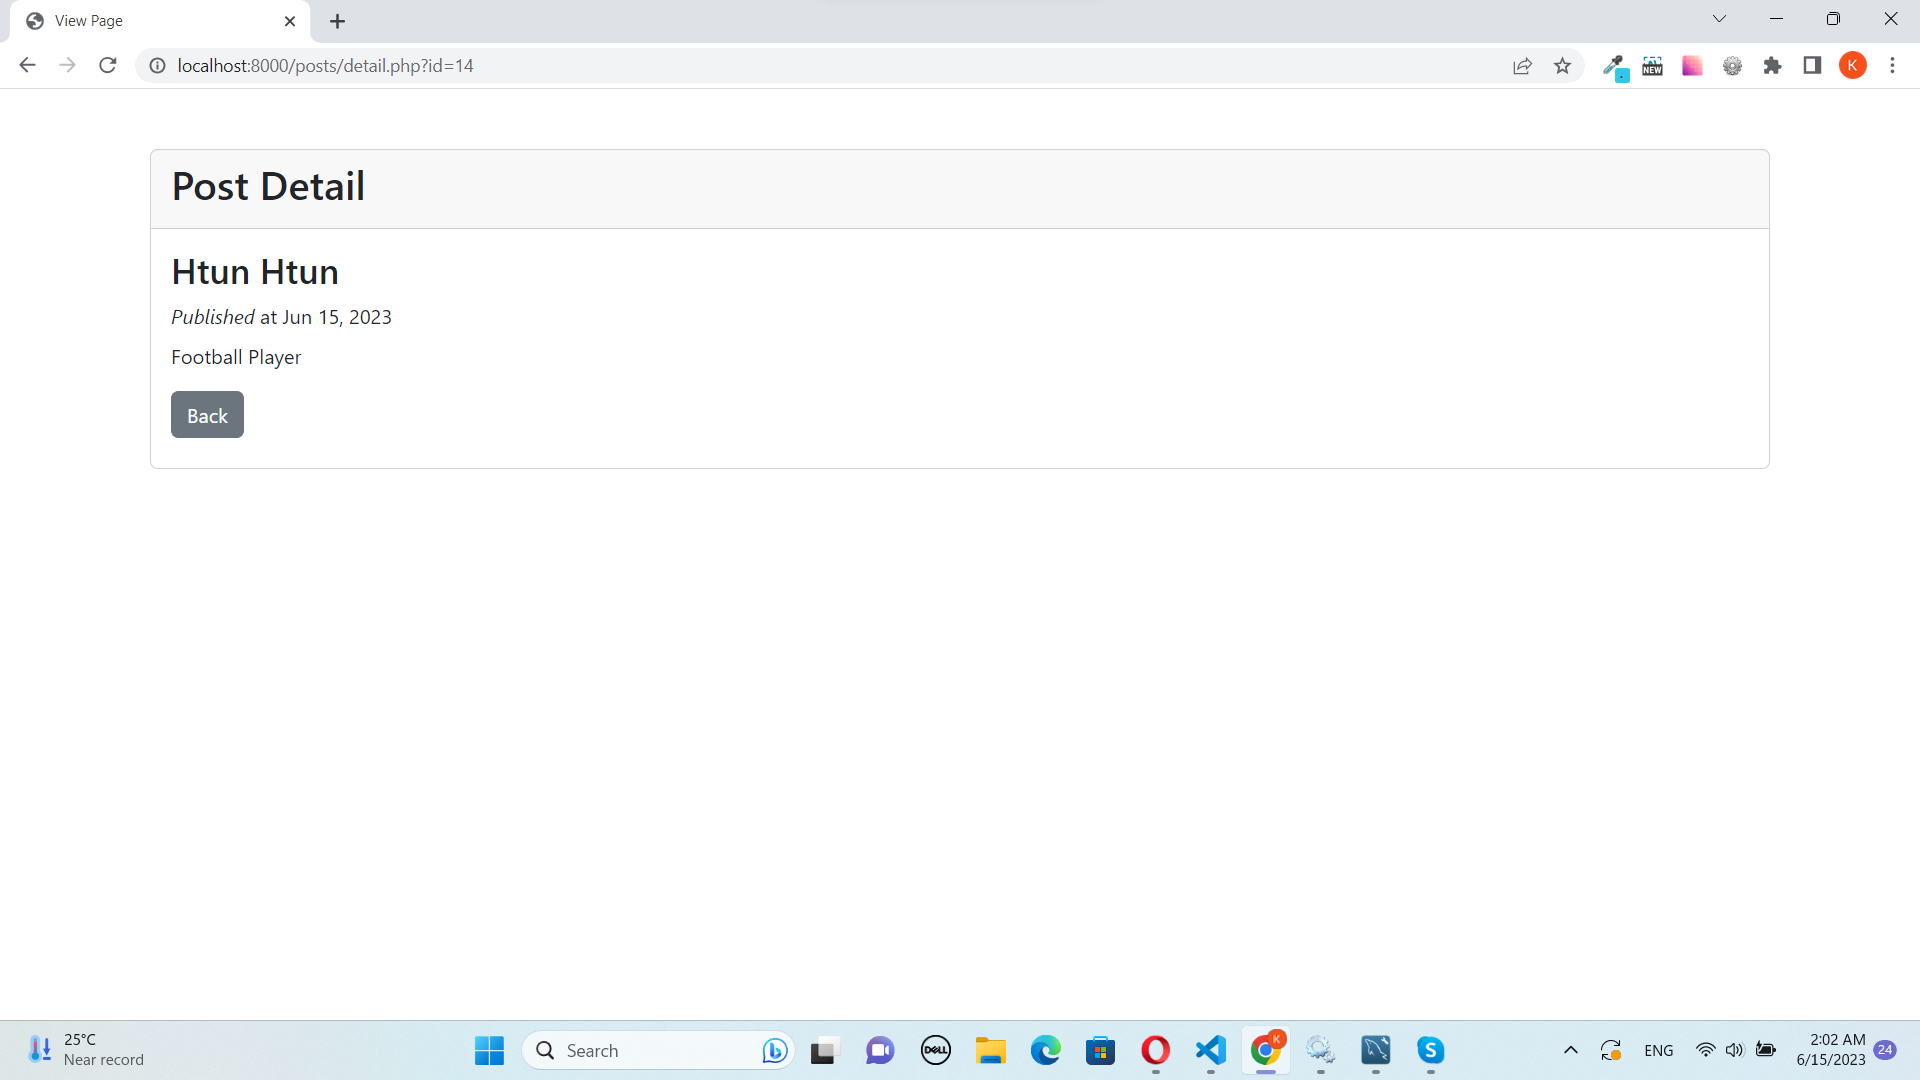 View Page
localhost:8000/posts/detail.php?id=14
NEW
K
Post Detail
Htun Htun
Published at Jun 15, 2023
Football Player
Back
25°C
Near record
Search
DELL
K
S
ENG
2:02 AM
6/15/2023
24